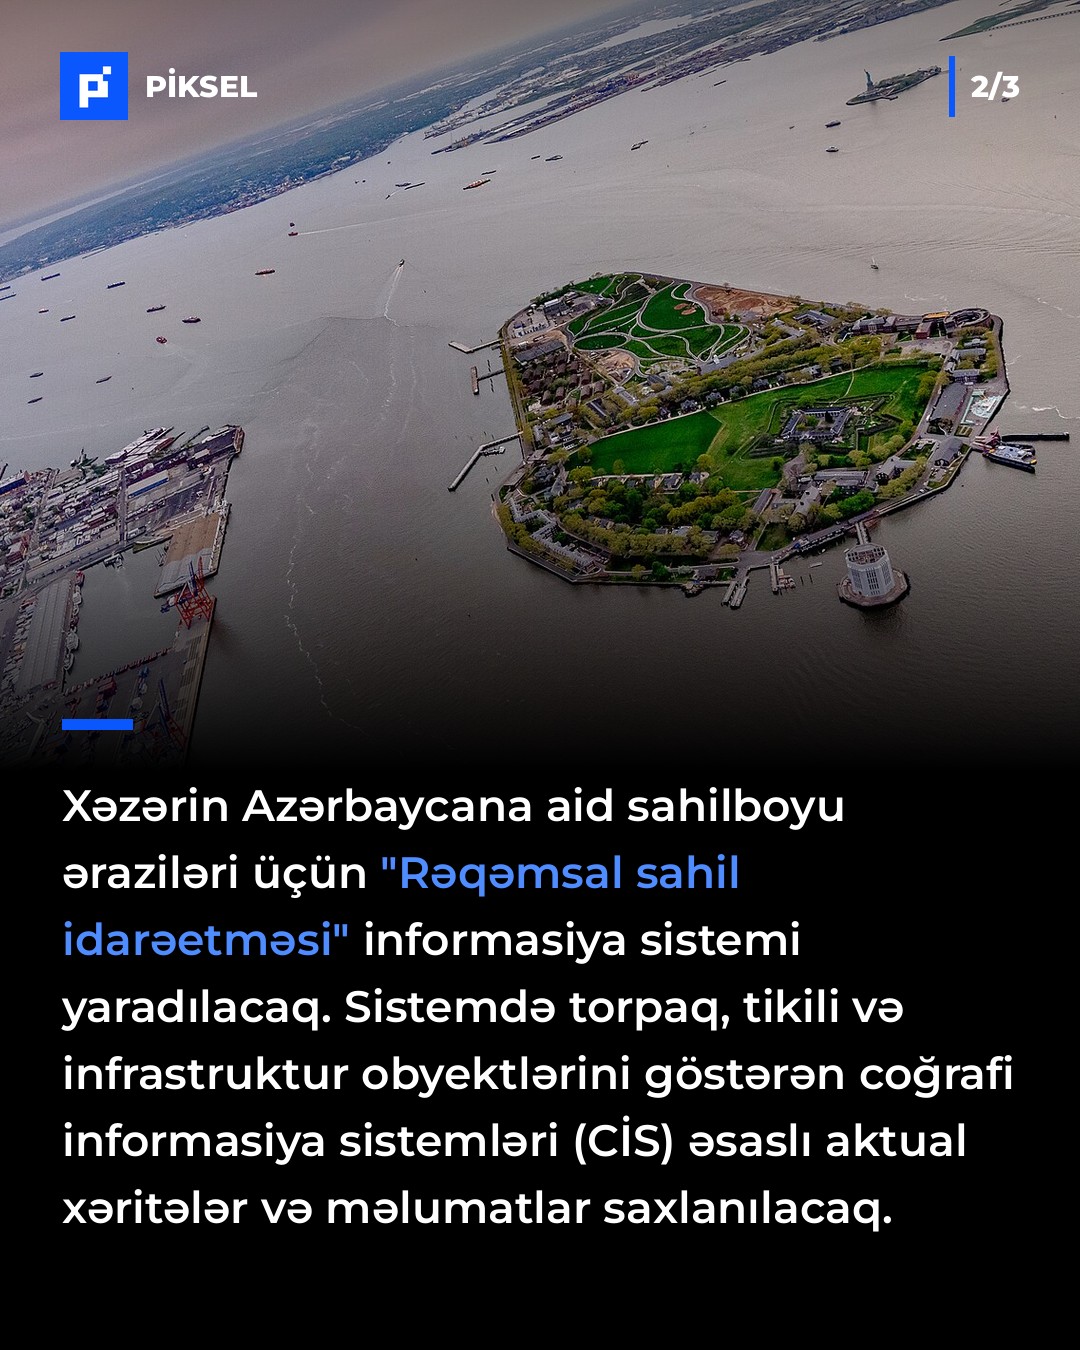 PİKSEL
2/3
Xəzərin Azərbaycana aid sahilboyu
əraziləri üçün "Rəqəmsal sahil
idarəetməsi" informasiya sistemi
yaradılacaq. Sistemdə torpaq, tikili və
infrastruktur obyektlərini göstərən coğrafi
informasiya sistemləri (CİS) əsaslı aktual
xəritələr və məlumatlar saxlanılacaq.